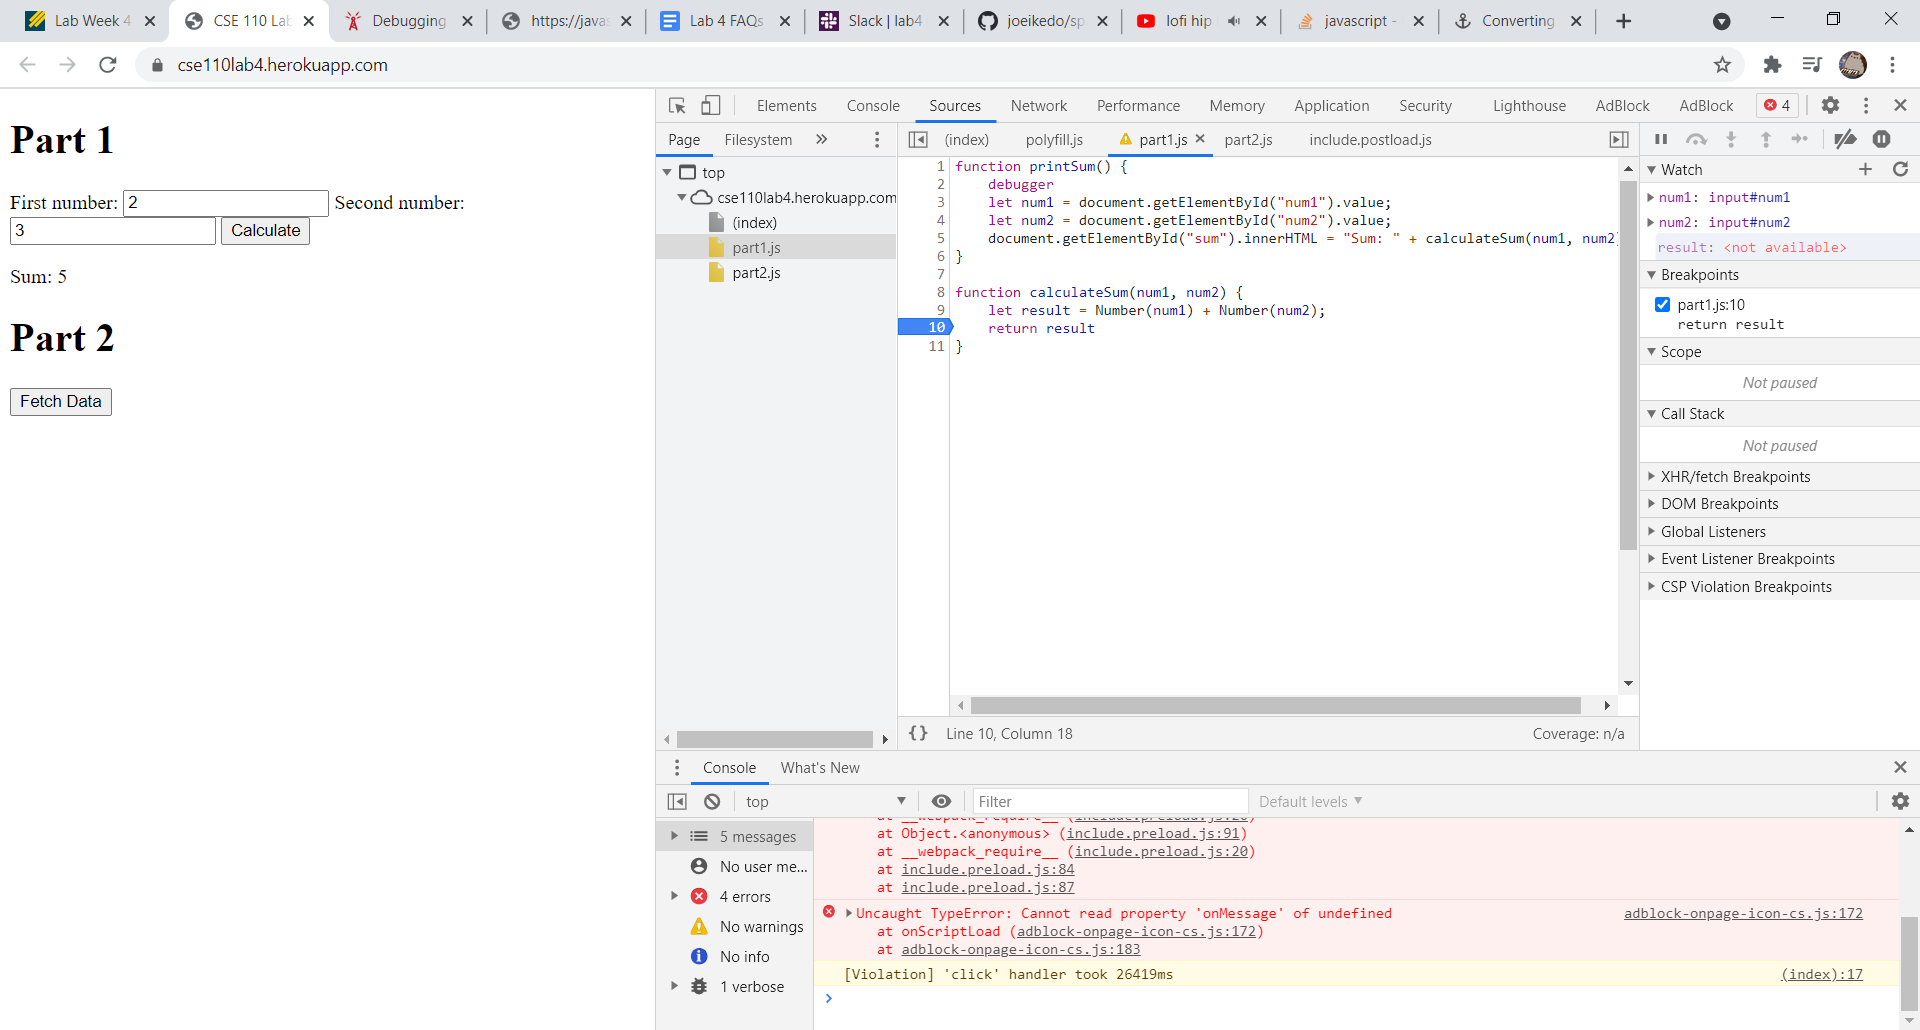 Lab Week 4
CSE 110 Lab
Debugging
https://javas
Lab 4 FAQs
Slack | lab4
joeikedo/sp
lofi hip
javascript -
Converting
cse110lab4.herokuapp.com
Part 1
First number: 2 Second number:
3 Calculate
Sum: 5
Part 2
Fetch Data
Elements Console Sources Network Performance Memory Application Security Lighthouse AdBlock AdBlock 4
Page Filesystem
top
cse110lab4.herokuapp.com
(index)
part1.js
part2.js
(index) polyfill.js part1.js part2.js include.postload.js
1 function printSum() {
2 debugger
3 let num1 = document.getElementById("num1").value;
4 let num2 = document.getElementById("num2").value;
5 document.getElementById("sum").innerHTML = "Sum: " + calculateSum(num1, num2
6 }
7
8 function calculateSum(num1, num2) {
9 let result = Number(num1) + Number(num2);
10 return result
11 }
{} Line 10, Column 18 Coverage: n/a
Watch
num1: input#num1
num2: input#num2
result: <not available>
Breakpoints
part1.js:10
return result
Scope
Not paused
Call Stack
Not paused
XHR/fetch Breakpoints
DOM Breakpoints
Global Listeners
Event Listener Breakpoints
CSP Violation Breakpoints
Console What's New
top Filter Default levels
5 messages
No user me...
4 errors
No warnings
No info
1 verbose
at __webpack_require__ (include.preload.js:20)
at Object.<anonymous> (include.preload.js:91)
at __webpack_require__ (include.preload.js:20)
at include.preload.js:84
at include.preload.js:87
Uncaught TypeError: Cannot read property 'onMessage' of undefined adblock-onpage-icon-cs.js:172
at onScriptLoad (adblock-onpage-icon-cs.js:172)
at adblock-onpage-icon-cs.js:183
[Violation] 'click' handler took 26419ms (index):17